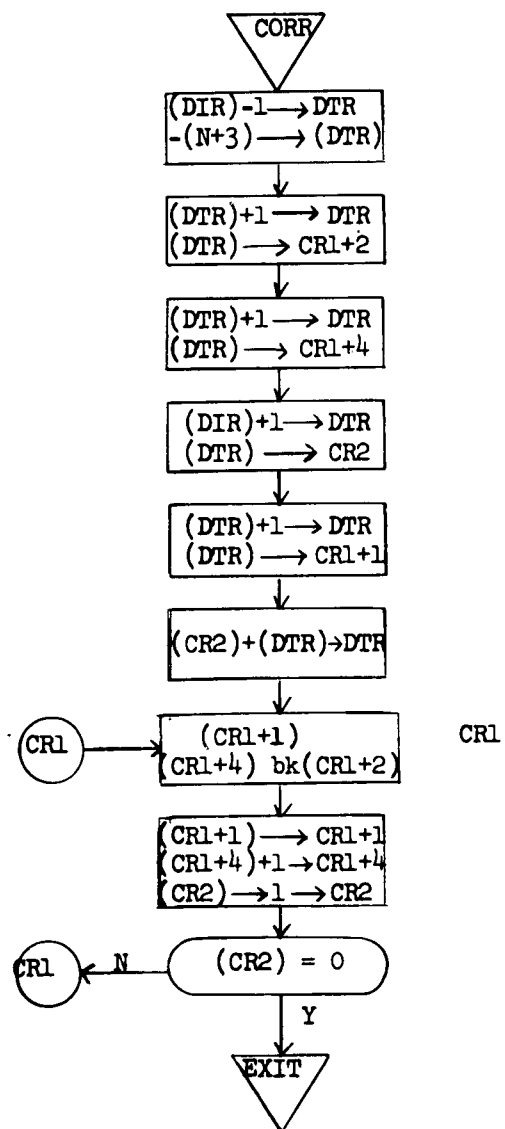 CORR
(DIR)-1 → DTR
-(N+3) → (DTR)
(DTR)+1 → DTR
(DTR) → CR1+2
(DTR)+1 → DTR
(DTR) → CR1+4
(DIR)+1 → DTR
(DTR) → CR2
(DTR)+1 → DTR
(DTR) → CR1+1
(CR2)+(DTR)→DTR
CR1
(CR1+1)
(CR1+4) bk(CR1+2)
CR1
(CR1+1) → CR1+1
(CR1+4)+1→CR1+4
(CR2)→1→CR2
CR1
N
(CR2) = 0
Y
EXIT